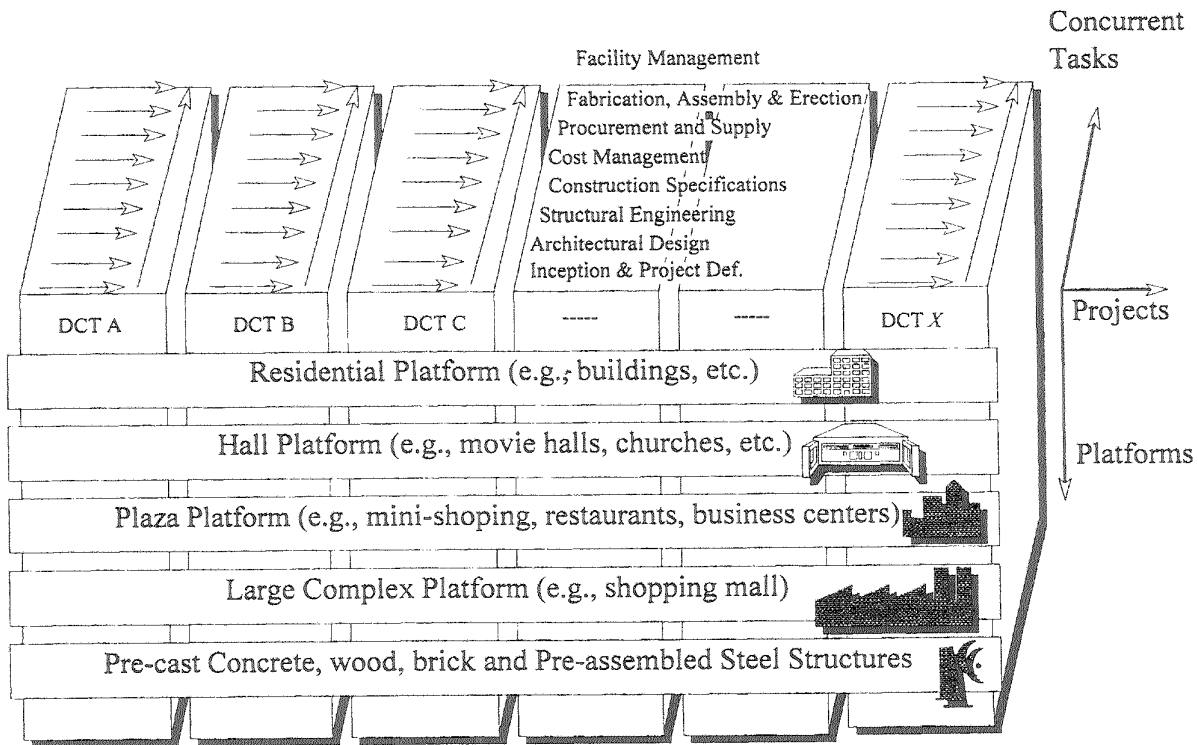 Concurrent
Tasks
Facility Management
Fabrication, Assembly & Erection
Procurement and Supply
Cost Management
Construction Specifications
Structural Engineering
Architectural Design
Inception & Project Def.
DCT A
DCT B
DCT C
-----
-----
DCT X
Projects
Residential Platform (e.g., buildings, etc.)
Hall Platform (e.g., movie halls, churches, etc.)
Platforms
Plaza Platform (e.g., mini-shoping, restaurants, business centers)
Large Complex Platform (e.g., shopping mall)
Pre-cast Concrete, wood, brick and Pre-assembled Steel Structures